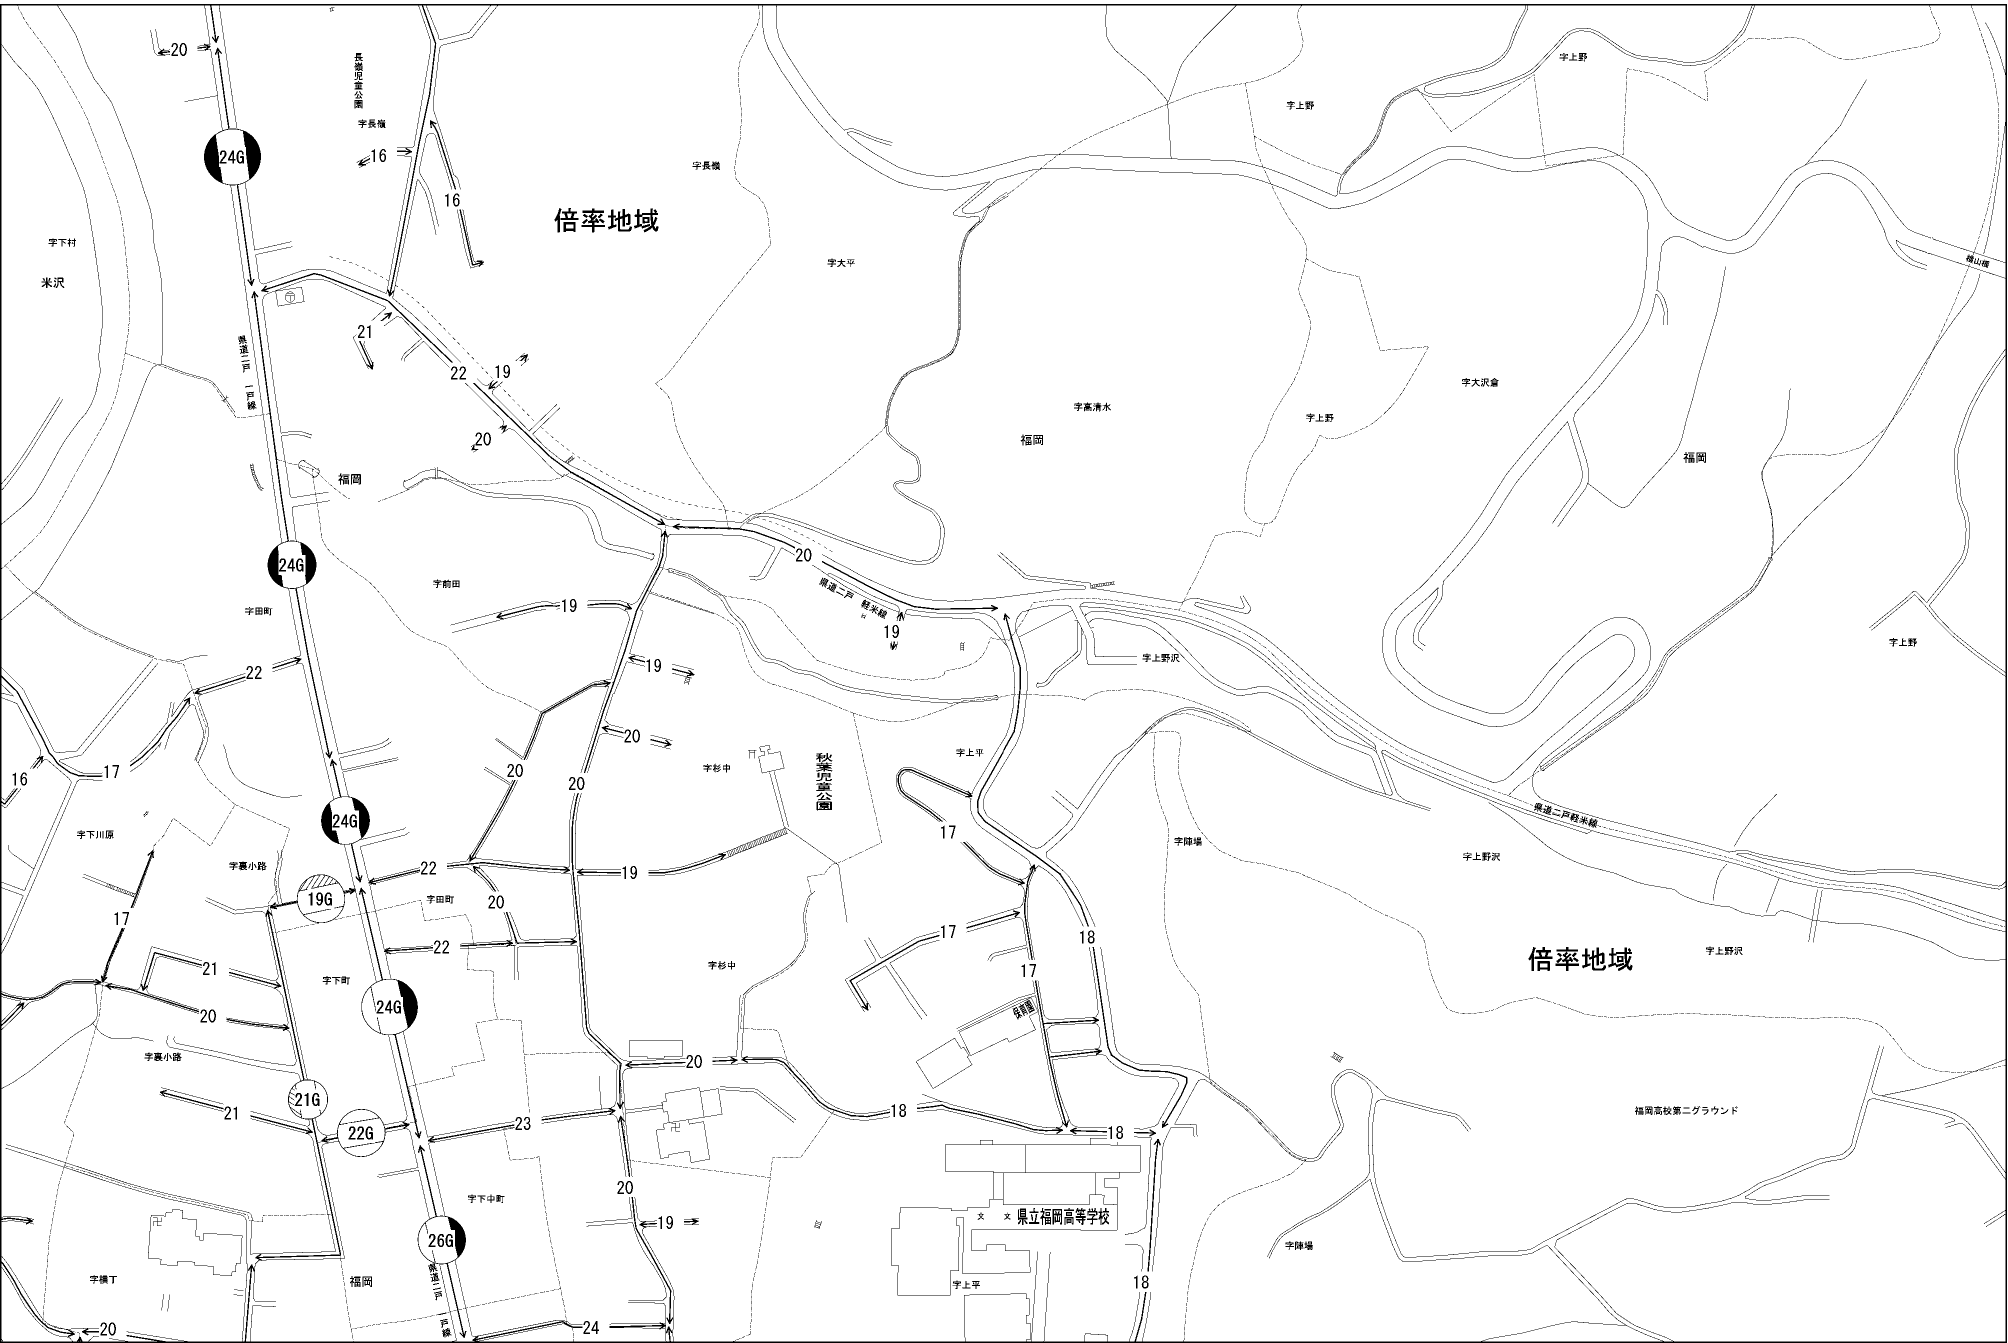 20
長嶺児童公園
字上野
字上野
字長嶺
24G
16
字長嶺
16
倍率地域
字下村
字大平
檜山橋
米沢
21
県道二戸 一戸線
22
19
字大沢倉
字高清水
字上野
福岡
20
福岡
福岡
24G
20
字前田
県道二戸 軽米線
19
字田町
19
字上野
字上野沢
19
22
20
字上平
秋葉児童公園
字杉中
17
20
16
20
県道二戸軽米線
24G
17
字下川原
字陣場
字上野沢
字裏小路
22
19
19G
字田町
20
17
17
18
22
字上野沢
倍率地域
21
字杉中
17
字下町
24G
保育園
20
字裏小路
20
21G
21
18
福岡高校第二グラウンド
23
22G
18
20
字下中町
県立福岡高等学校
文 文
19
26G
字陣場
字横丁
福岡
県道二戸 一戸線
字上平
18
20
24